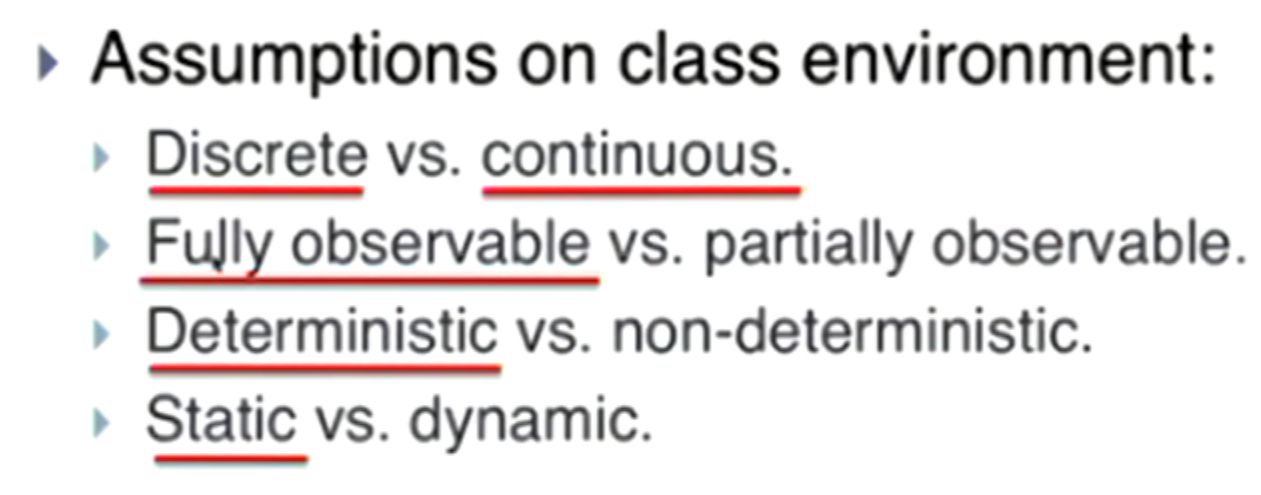 Assumptions on class environment:
Discrete vs. continuous.
Fully observable vs. partially observable.
Deterministic vs. non-deterministic.
Static vs. dynamic.